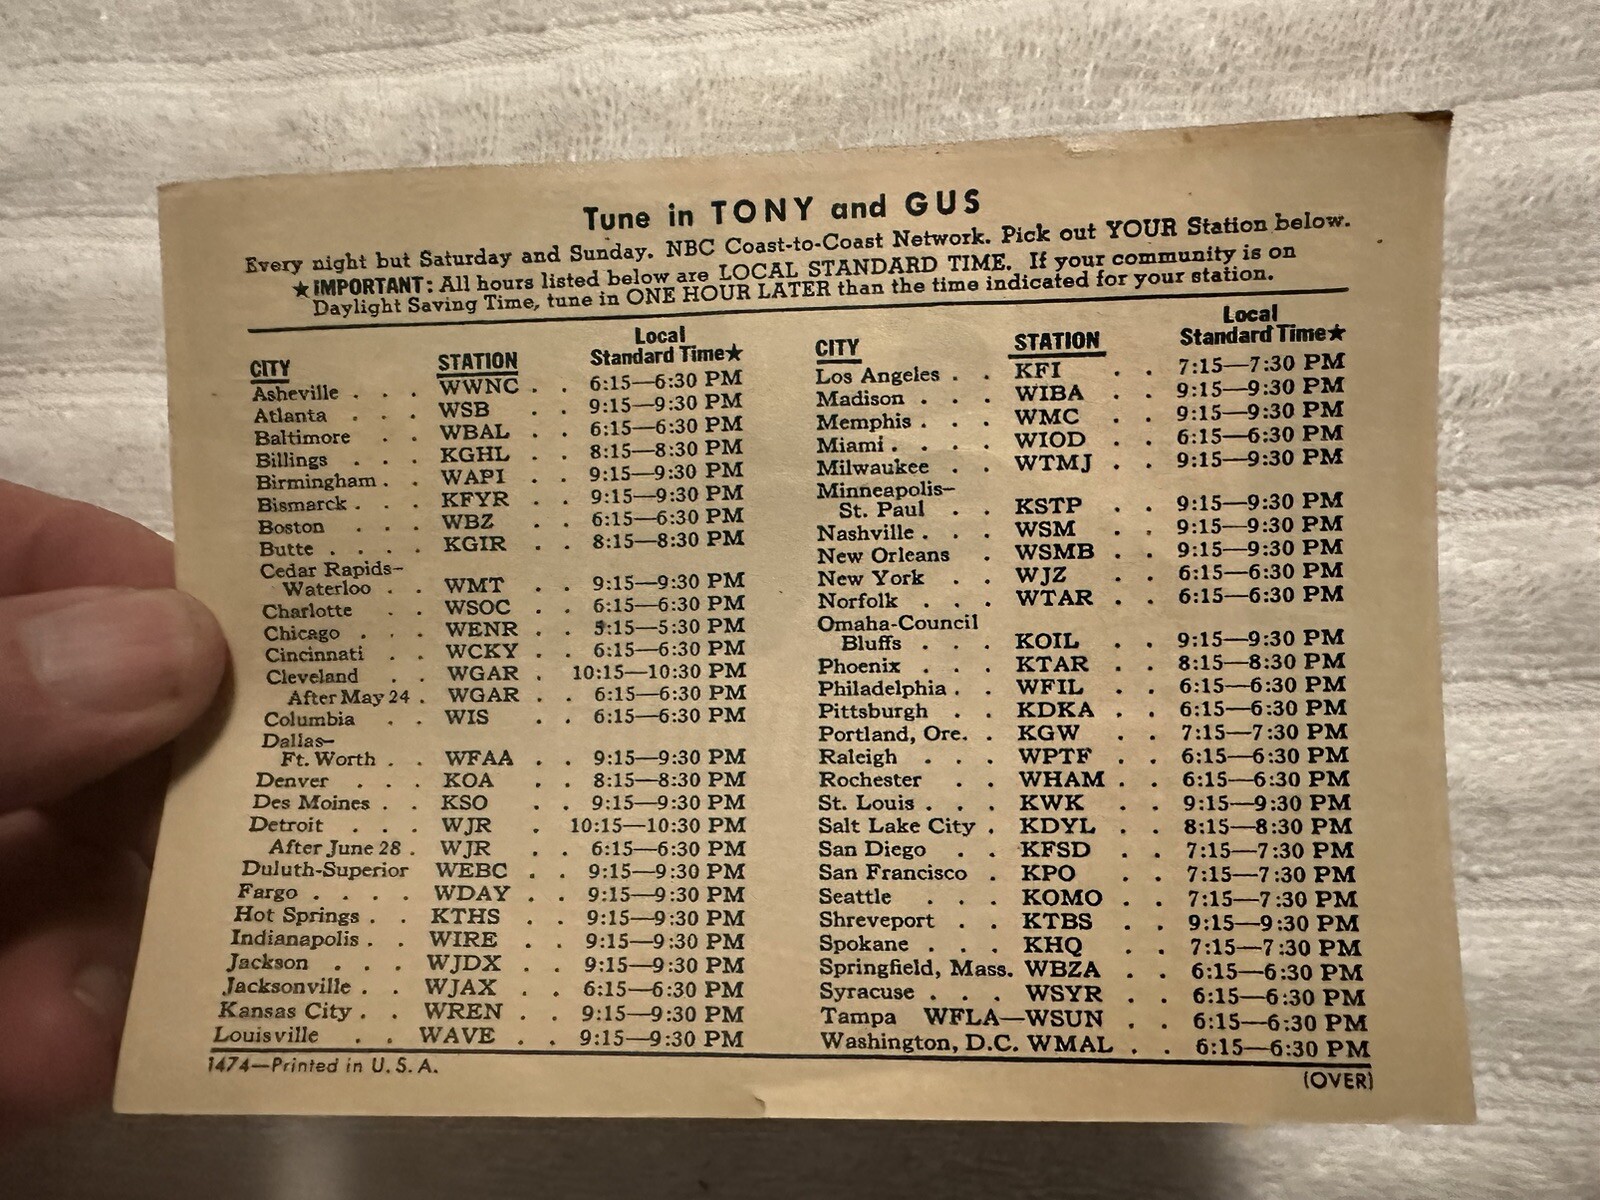 Tune in TONY and GUS
Every night but Saturday and Sunday. NBC Coast-to-Coast Network. Pick out YOUR Station below.
★IMPORTANT: All hours listed below are LOCAL STANDARD TIME. If your community is on
Daylight Saving Time, tune in ONE HOUR LATER than the time indicated for your station.
CITY STATION Local
Standard Time★
Asheville . . . WWNC . . 6:15—6:30 PM
Atlanta . . . WSB . . 9:15—9:30 PM
Baltimore . . WBAL . . 6:15—6:30 PM
Billings . . . KGHL . . 8:15—8:30 PM
Birmingham . . WAPI . . 9:15—9:30 PM
Bismarck . . . KFYR . . 9:15—9:30 PM
Boston . . . WBZ . . 6:15—6:30 PM
Butte . . . . KGIR . . 8:15—8:30 PM
Cedar Rapids–
Waterloo . . WMT . . 9:15—9:30 PM
Charlotte . . WSOC . . 6:15—6:30 PM
Chicago . . . WENR . . 5:15—5:30 PM
Cincinnati . . WCKY . . 6:15—6:30 PM
Cleveland . . WGAR . 10:15—10:30 PM
After May 24 . WGAR . . 6:15—6:30 PM
Columbia . . WIS . . 6:15—6:30 PM
Dallas–
Ft. Worth . . WFAA . . 9:15—9:30 PM
Denver . . . KOA . . 8:15—8:30 PM
Des Moines . . KSO . . 9:15—9:30 PM
Detroit . . . WJR . 10:15—10:30 PM
After June 28 . WJR . . 6:15—6:30 PM
Duluth-Superior WEBC . . 9:15—9:30 PM
Fargo . . . . WDAY . . 9:15—9:30 PM
Hot Springs . . KTHS . . 9:15—9:30 PM
Indianapolis . . WIRE . . 9:15—9:30 PM
Jackson . . . WJDX . . 9:15—9:30 PM
Jacksonville . . WJAX . . 6:15—6:30 PM
Kansas City . . WREN . . 9:15—9:30 PM
Louisville . . WAVE . . 9:15—9:30 PM
1474—Printed in U. S. A.
CITY STATION Local
Standard Time★
Los Angeles . . KFI . . 7:15—7:30 PM
Madison . . . WIBA . . 9:15—9:30 PM
Memphis . . . WMC . . 9:15—9:30 PM
Miami . . . . WIOD . . 6:15—6:30 PM
Milwaukee . . WTMJ . . 9:15—9:30 PM
Minneapolis–
St. Paul . . KSTP . . 9:15—9:30 PM
Nashville . . . WSM . . 9:15—9:30 PM
New Orleans . WSMB . . 9:15—9:30 PM
New York . . WJZ . . 6:15—6:30 PM
Norfolk . . . WTAR . . 6:15—6:30 PM
Omaha-Council
Bluffs . . . KOIL . . 9:15—9:30 PM
Phoenix . . . KTAR . . 8:15—8:30 PM
Philadelphia . . WFIL . . 6:15—6:30 PM
Pittsburgh . . KDKA . . 6:15—6:30 PM
Portland, Ore. . KGW . . 7:15—7:30 PM
Raleigh . . . WPTF . . 6:15—6:30 PM
Rochester . . WHAM . . 6:15—6:30 PM
St. Louis . . . KWK . . 9:15—9:30 PM
Salt Lake City . KDYL . . 8:15—8:30 PM
San Diego . . KFSD . . 7:15—7:30 PM
San Francisco . KPO . . 7:15—7:30 PM
Seattle . . . KOMO . . 7:15—7:30 PM
Shreveport . . KTBS . . 9:15—9:30 PM
Spokane . . . KHQ . . 7:15—7:30 PM
Springfield, Mass. WBZA . . 6:15—6:30 PM
Syracuse . . . WSYR . . 6:15—6:30 PM
Tampa WFLA—WSUN . . 6:15—6:30 PM
Washington, D.C. WMAL . . 6:15—6:30 PM
(OVER)